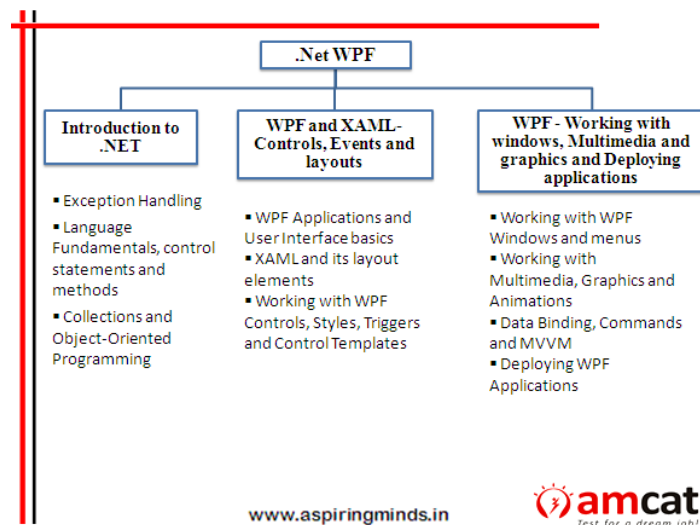 .Net WPF
Introduction to
.NET
▪ Exception Handling
▪ Language
Fundamentals, control
statements and
methods
▪ Collections and
Object-Oriented
Programming
WPF and XAML-
Controls, Events and
layouts
▪ WPF Applications and
User Interface basics
▪ XAML and its layout
elements
▪ Working with WPF
Controls, Styles, Triggers
and Control Templates
WPF - Working with
windows, Multimedia and
graphics and Deploying
applications
▪ Working with WPF
Windows and menus
▪ Working with
Multimedia, Graphics and
Animations
▪ Data Binding, Commands
and MVVM
▪ Deploying WPF
Applications
www.aspiringminds.in
amcat
Test for a dream job!